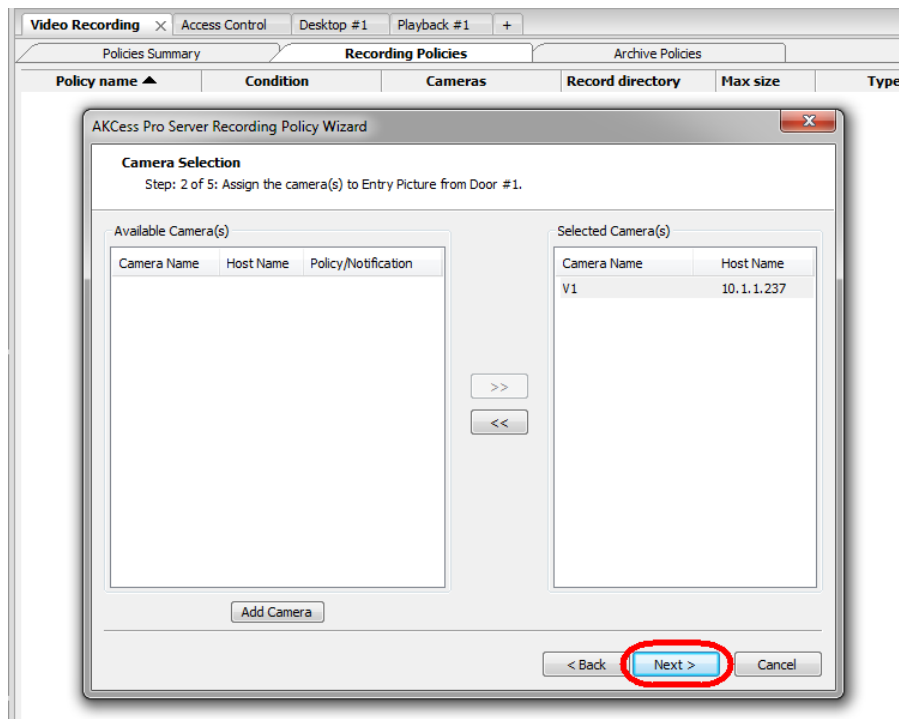 Video Recording Access Control Desktop #1 Playback #1 +
Policies Summary Recording Policies Archive Policies
Policy name Condition Cameras Record directory Max size Type
AKCess Pro Server Recording Policy Wizard
Camera Selection
Step: 2 of 5: Assign the camera(s) to Entry Picture from Door #1.
Available Camera(s) Selected Camera(s)
Camera Name Host Name Policy/Notification Camera Name Host Name
V1 10.1.1.237
>>
<<
Add Camera
< Back Next > Cancel